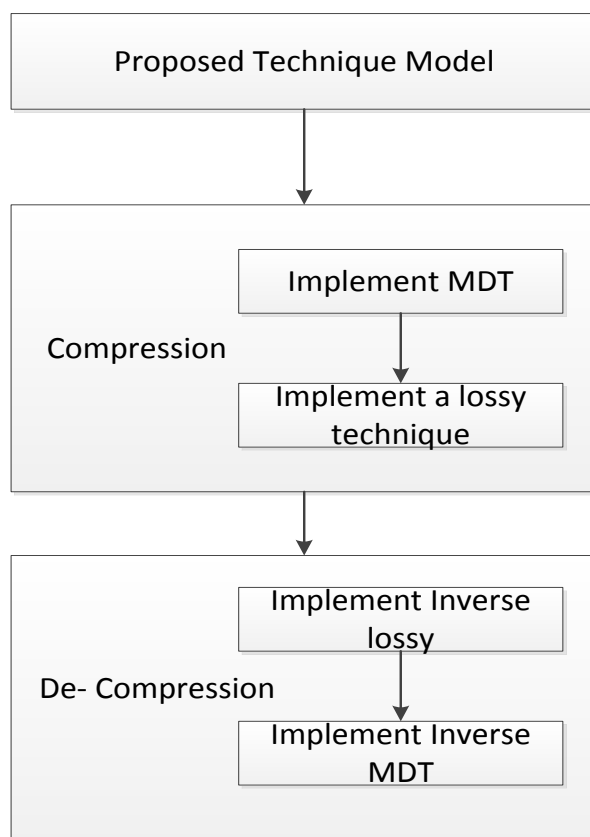 Proposed Technique Model
Implement MDT
Compression
Implement a lossy
technique
Implement Inverse
lossy
De- Compression
Implement Inverse
MDT